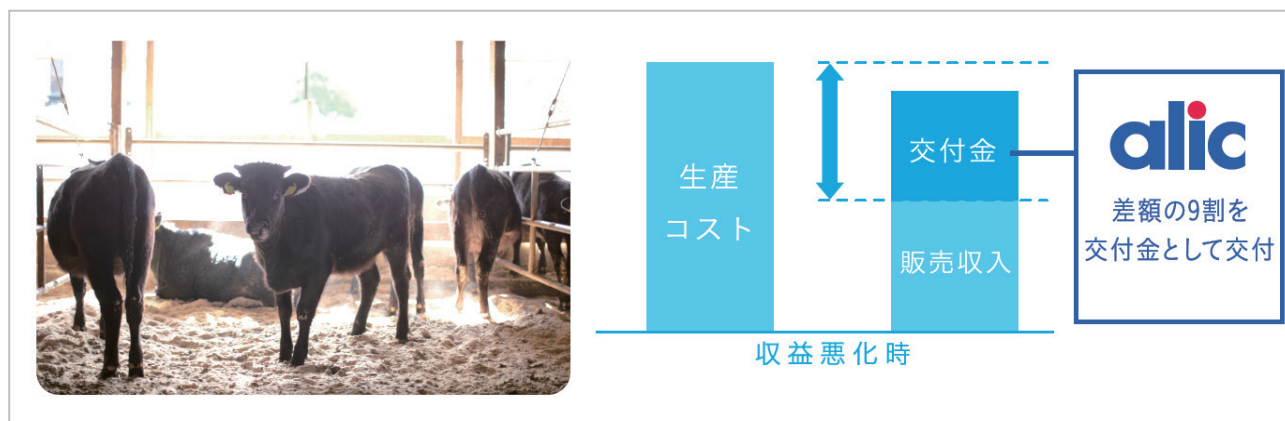 生産
コスト
交付金
販売収入
収益悪化時
alic
差額の9割を
交付金として交付